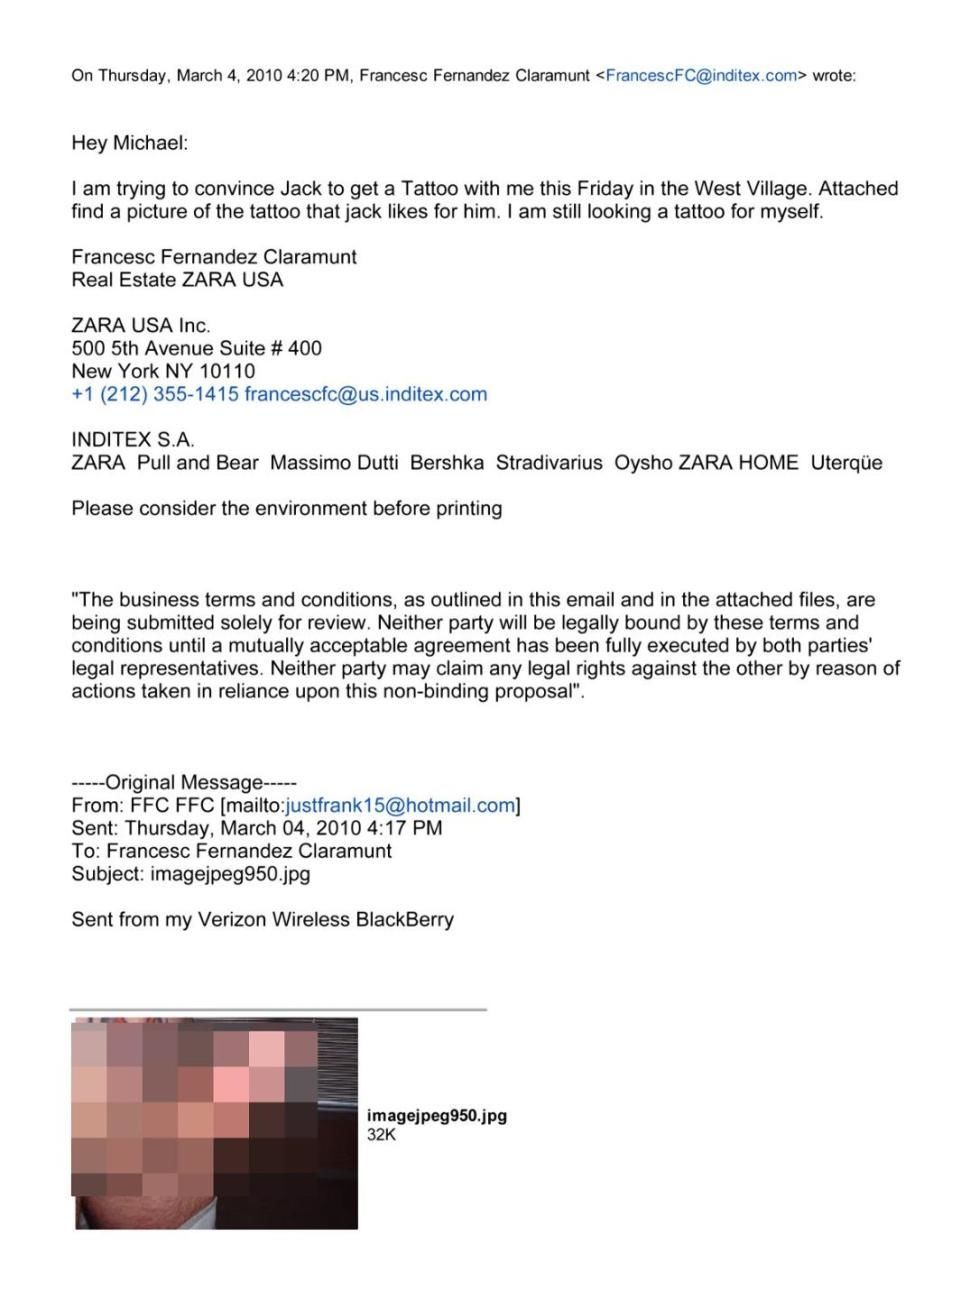 On Thursday, March 4, 2010 4:20 PM, Francesc Fernandez Claramunt <FrancescFC@inditex.com> wrote:
Hey Michael:
I am trying to convince Jack to get a Tattoo with me this Friday in the West Village. Attached
find a picture of the tattoo that jack likes for him. I am still looking a tattoo for myself.
Francesc Fernandez Claramunt
Real Estate ZARA USA
ZARA USA Inc.
500 5th Avenue Suite # 400
New York NY 10110
+1 (212) 355-1415 francescfc@us.inditex.com
INDITEX S.A.
ZARA  Pull and Bear  Massimo Dutti  Bershka  Stradivarius  Oysho ZARA HOME  Uterqüe
Please consider the environment before printing
"The business terms and conditions, as outlined in this email and in the attached files, are
being submitted solely for review. Neither party will be legally bound by these terms and
conditions until a mutually acceptable agreement has been fully executed by both parties'
legal representatives. Neither party may claim any legal rights against the other by reason of
actions taken in reliance upon this non-binding proposal".
-----Original Message-----
From: FFC FFC [mailto:justfrank15@hotmail.com]
Sent: Thursday, March 04, 2010 4:17 PM
To: Francesc Fernandez Claramunt
Subject: imagejpeg950.jpg
Sent from my Verizon Wireless BlackBerry
imagejpeg950.jpg
32K